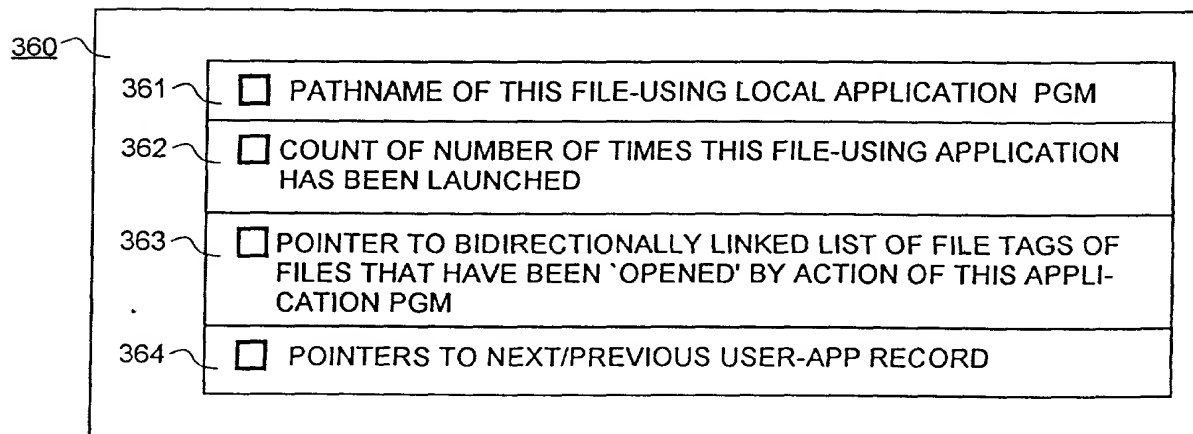 360
361 PATHNAME OF THIS FILE-USING LOCAL APPLICATION PGM
362 COUNT OF NUMBER OF TIMES THIS FILE-USING APPLICATION
HAS BEEN LAUNCHED
363 POINTER TO BIDIRECTIONALLY LINKED LIST OF FILE TAGS OF
FILES THAT HAVE BEEN `OPENED' BY ACTION OF THIS APPLI-
CATION PGM
364 POINTERS TO NEXT/PREVIOUS USER-APP RECORD